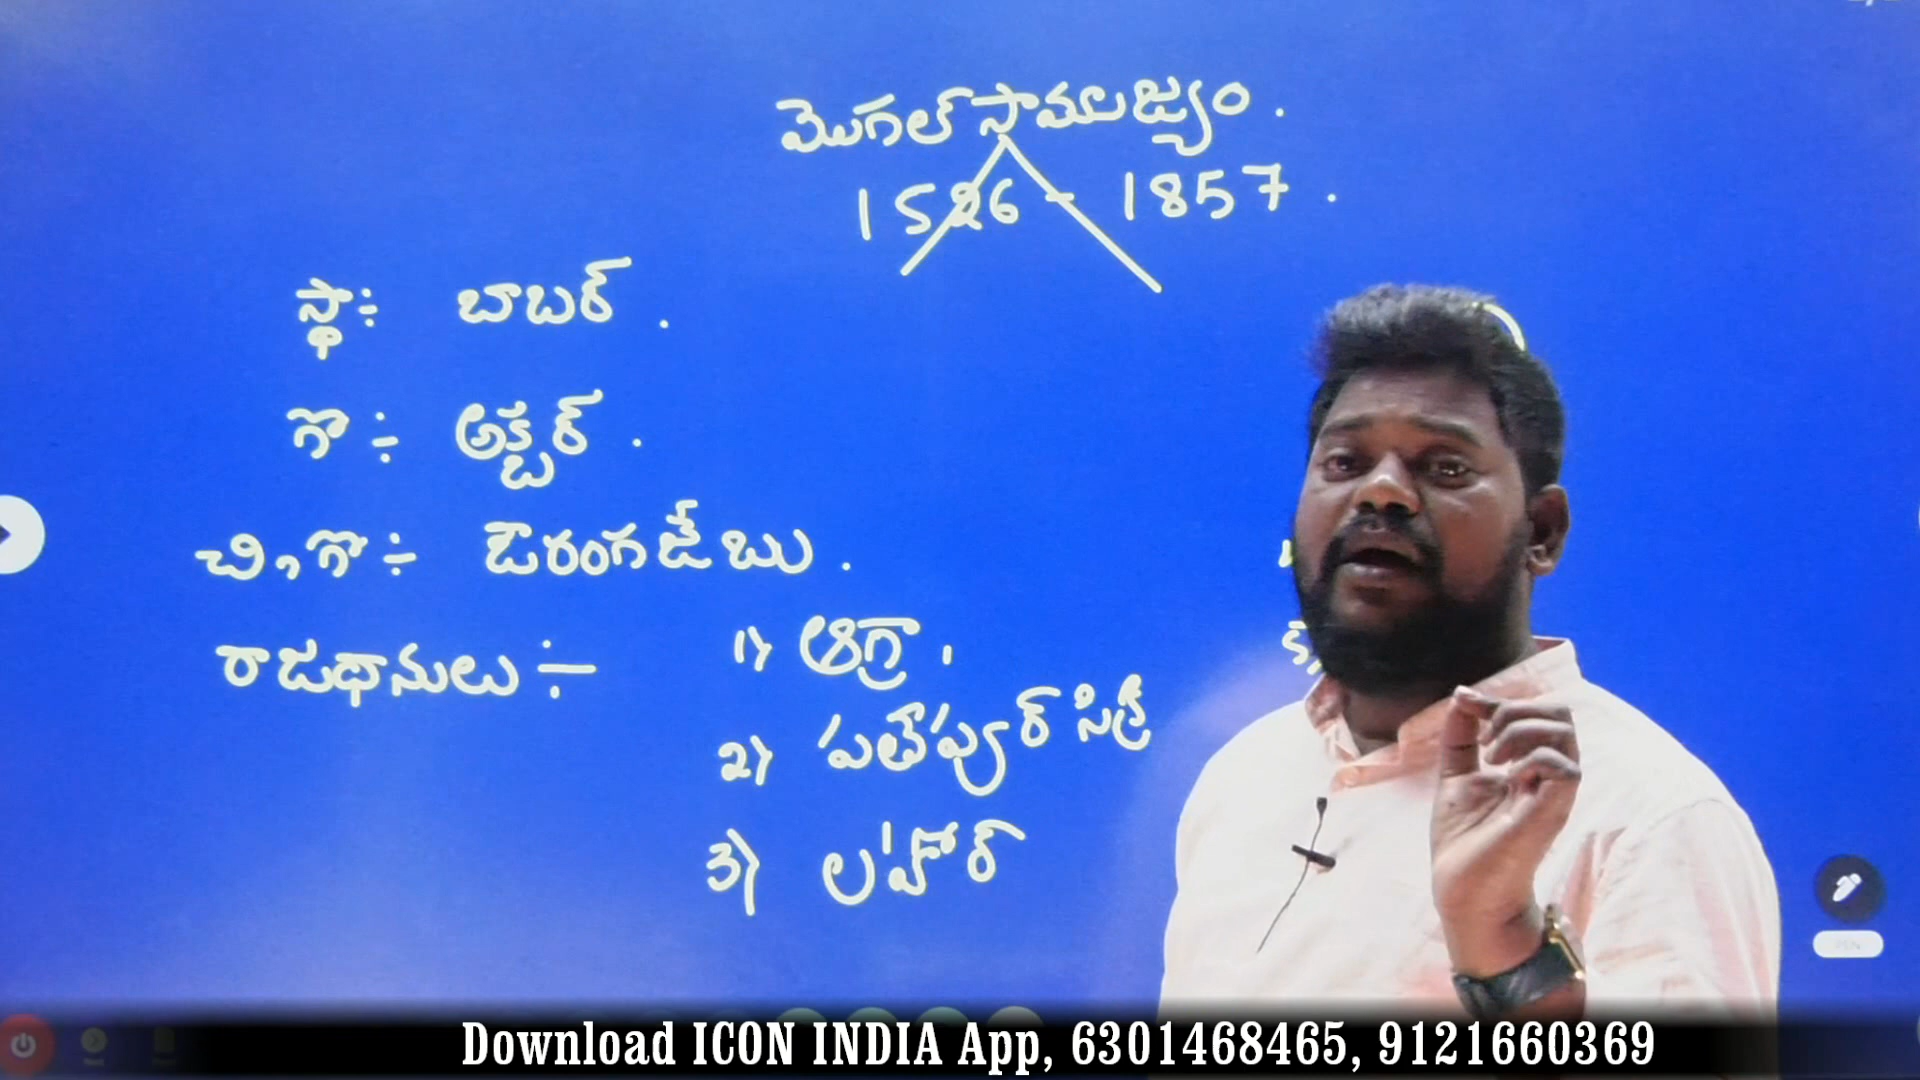 మొగల్ సామ్రాజ్యం.
1526 - 1857.
స్థా÷ బాబర్.
గొ÷ అక్బర్.
చి,గొ÷ ఔరంగజేబు.
రాజధానులు÷ 1) ఆగ్రా,
2) ఫతేపూర్ సిక్రీ
3) లాహోర్
PEN
Download ICON INDIA App, 6301468465, 9121660369